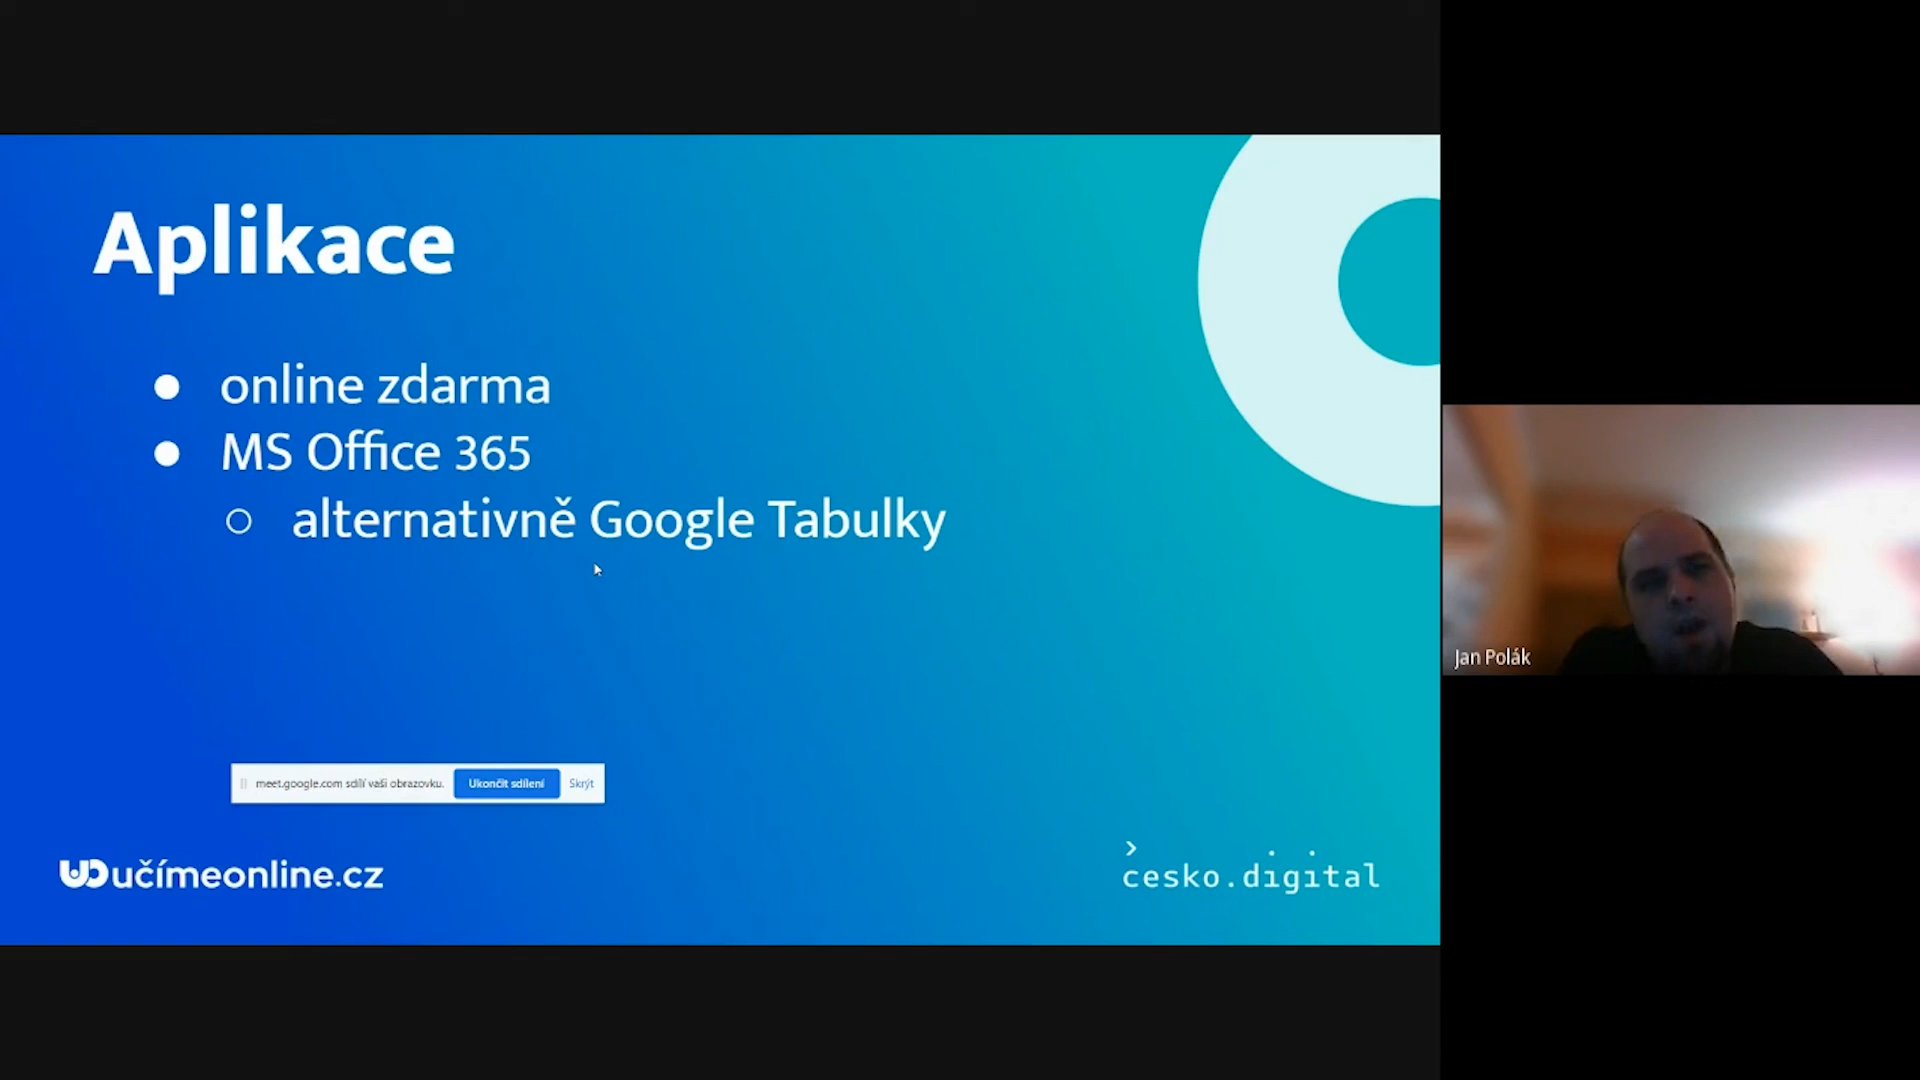 Aplikace
● online zdarma
● MS Office 365
○ alternativně Google Tabulky
meet.google.com sdílí vaši obrazovku. Ukončit sdílení Skrýt
učímeonline.cz
cesko.digital
Jan Polák